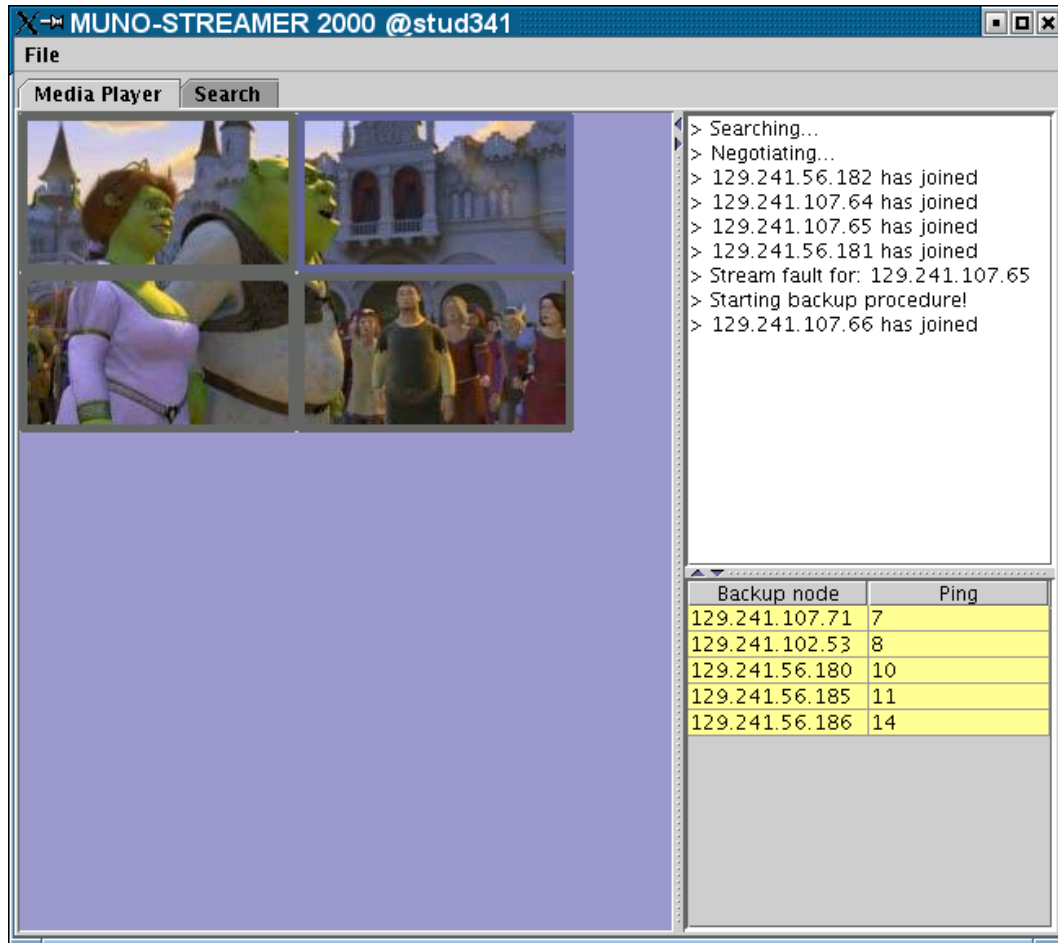 MUNO-STREAMER 2000 @stud341
File
Media Player Search
> Searching...
> Negotiating...
> 129.241.56.182 has joined
> 129.241.107.64 has joined
> 129.241.107.65 has joined
> 129.241.56.181 has joined
> Stream fault for: 129.241.107.65
> Starting backup procedure!
> 129.241.107.66 has joined
Backup node Ping
129.241.107.71 7
129.241.102.53 8
129.241.56.180 10
129.241.56.185 11
129.241.56.186 14